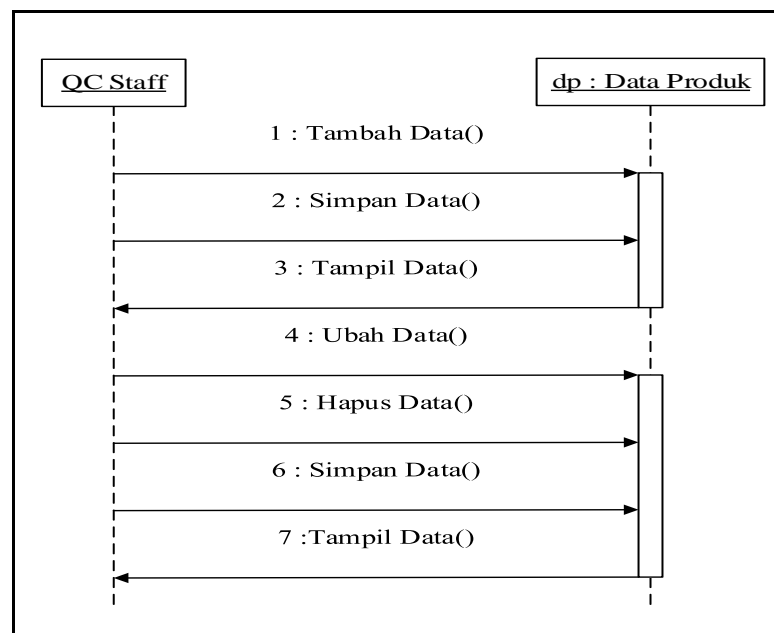 QC Staff
dp : Data Produk
1 : Tambah Data()
2 : Simpan Data()
3 : Tampil Data()
4 : Ubah Data()
5 : Hapus Data()
6 : Simpan Data()
7 :Tampil Data()